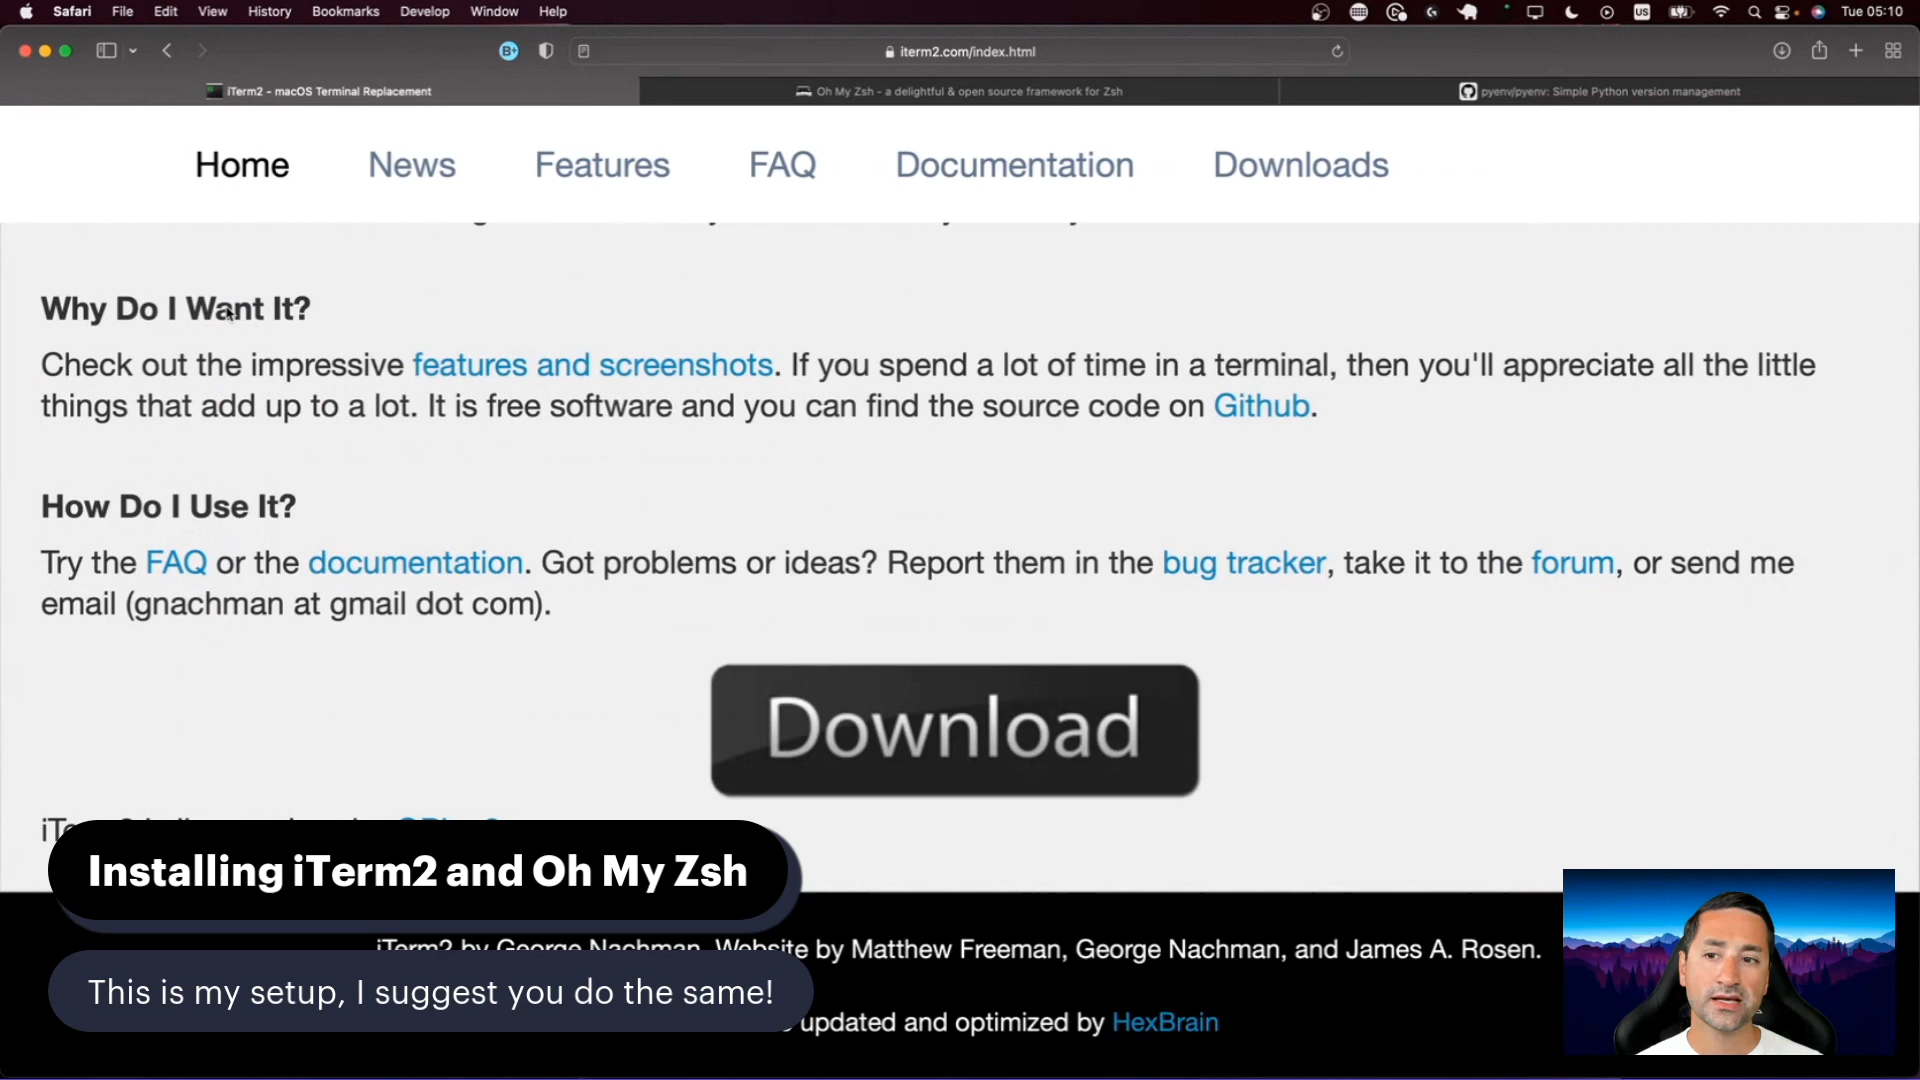 Safari File Edit View History Bookmarks Develop Window Help US Tue 05:10
B+ iterm2.com/index.html
iTerm2 - macOS Terminal Replacement
Oh My Zsh - a delightful & open source framework for Zsh
pyenv/pyenv: Simple Python version management
Home News Features FAQ Documentation Downloads
Why Do I Want It?
Check out the impressive features and screenshots. If you spend a lot of time in a terminal, then you'll appreciate all the little
things that add up to a lot. It is free software and you can find the source code on Github.
How Do I Use It?
Try the FAQ or the documentation. Got problems or ideas? Report them in the bug tracker, take it to the forum, or send me
email (gnachman at gmail dot com).
Download
Installing iTerm2 and Oh My Zsh
iTerm2 by George Nachman. Website by Matthew Freeman, George Nachman, and James A. Rosen.
This is my setup, I suggest you do the same!
updated and optimized by HexBrain